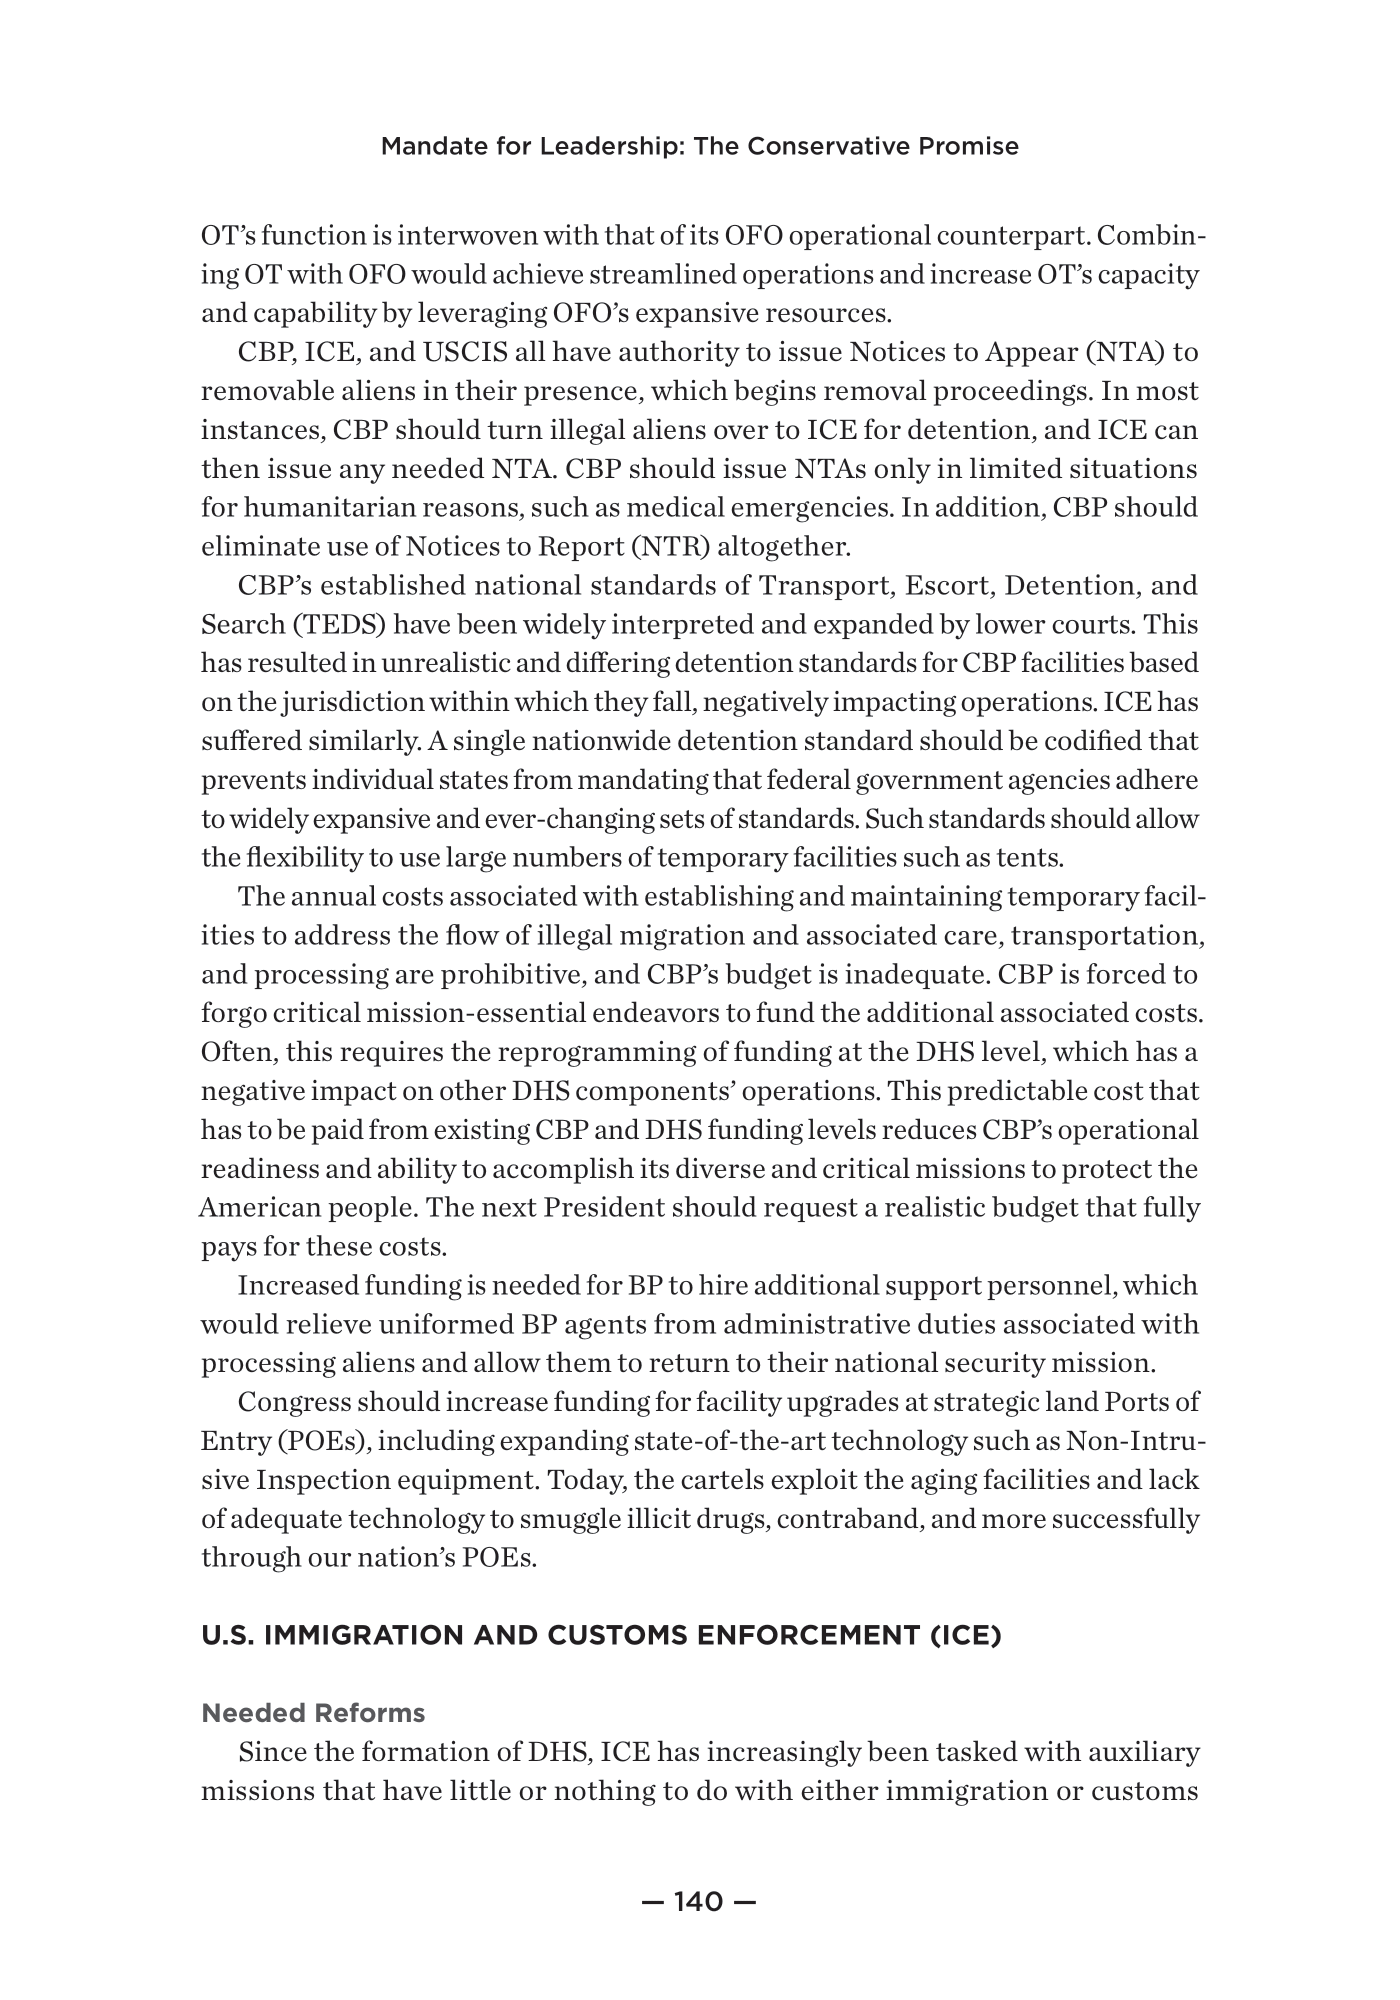 Mandate for Leadership: The Conservative Promise
OT’s function is interwoven with that of its OFO operational counterpart. Combin-
ing OT with OFO would achieve streamlined operations and increase OT’s capacity
and capability by leveraging OFO’s expansive resources.
CBP, ICE, and USCIS all have authority to issue Notices to Appear (NTA) to
removable aliens in their presence, which begins removal proceedings. In most
instances, CBP should turn illegal aliens over to ICE for detention, and ICE can
then issue any needed NTA. CBP should issue NTAs only in limited situations
for humanitarian reasons, such as medical emergencies. In addition, CBP should
eliminate use of Notices to Report (NTR) altogether.
CBP’s established national standards of Transport, Escort, Detention, and
Search (TEDS) have been widely interpreted and expanded by lower courts. This
has resulted in unrealistic and differing detention standards for CBP facilities based
on the jurisdiction within which they fall, negatively impacting operations. ICE has
suffered similarly. A single nationwide detention standard should be codified that
prevents individual states from mandating that federal government agencies adhere
to widely expansive and ever-changing sets of standards. Such standards should allow
the flexibility to use large numbers of temporary facilities such as tents.
The annual costs associated with establishing and maintaining temporary facil-
ities to address the flow of illegal migration and associated care, transportation,
and processing are prohibitive, and CBP’s budget is inadequate. CBP is forced to
forgo critical mission-essential endeavors to fund the additional associated costs.
Often, this requires the reprogramming of funding at the DHS level, which has a
negative impact on other DHS components’ operations. This predictable cost that
has to be paid from existing CBP and DHS funding levels reduces CBP’s operational
readiness and ability to accomplish its diverse and critical missions to protect the
American people. The next President should request a realistic budget that fully
pays for these costs.
Increased funding is needed for BP to hire additional support personnel, which
would relieve uniformed BP agents from administrative duties associated with
processing aliens and allow them to return to their national security mission.
Congress should increase funding for facility upgrades at strategic land Ports of
Entry (POEs), including expanding state-of-the-art technology such as Non-Intru-
sive Inspection equipment. Today, the cartels exploit the aging facilities and lack
of adequate technology to smuggle illicit drugs, contraband, and more successfully
through our nation’s POEs.
U.S. IMMIGRATION AND CUSTOMS ENFORCEMENT (ICE)
Needed Reforms
Since the formation of DHS, ICE has increasingly been tasked with auxiliary
missions that have little or nothing to do with either immigration or customs
— 140 —